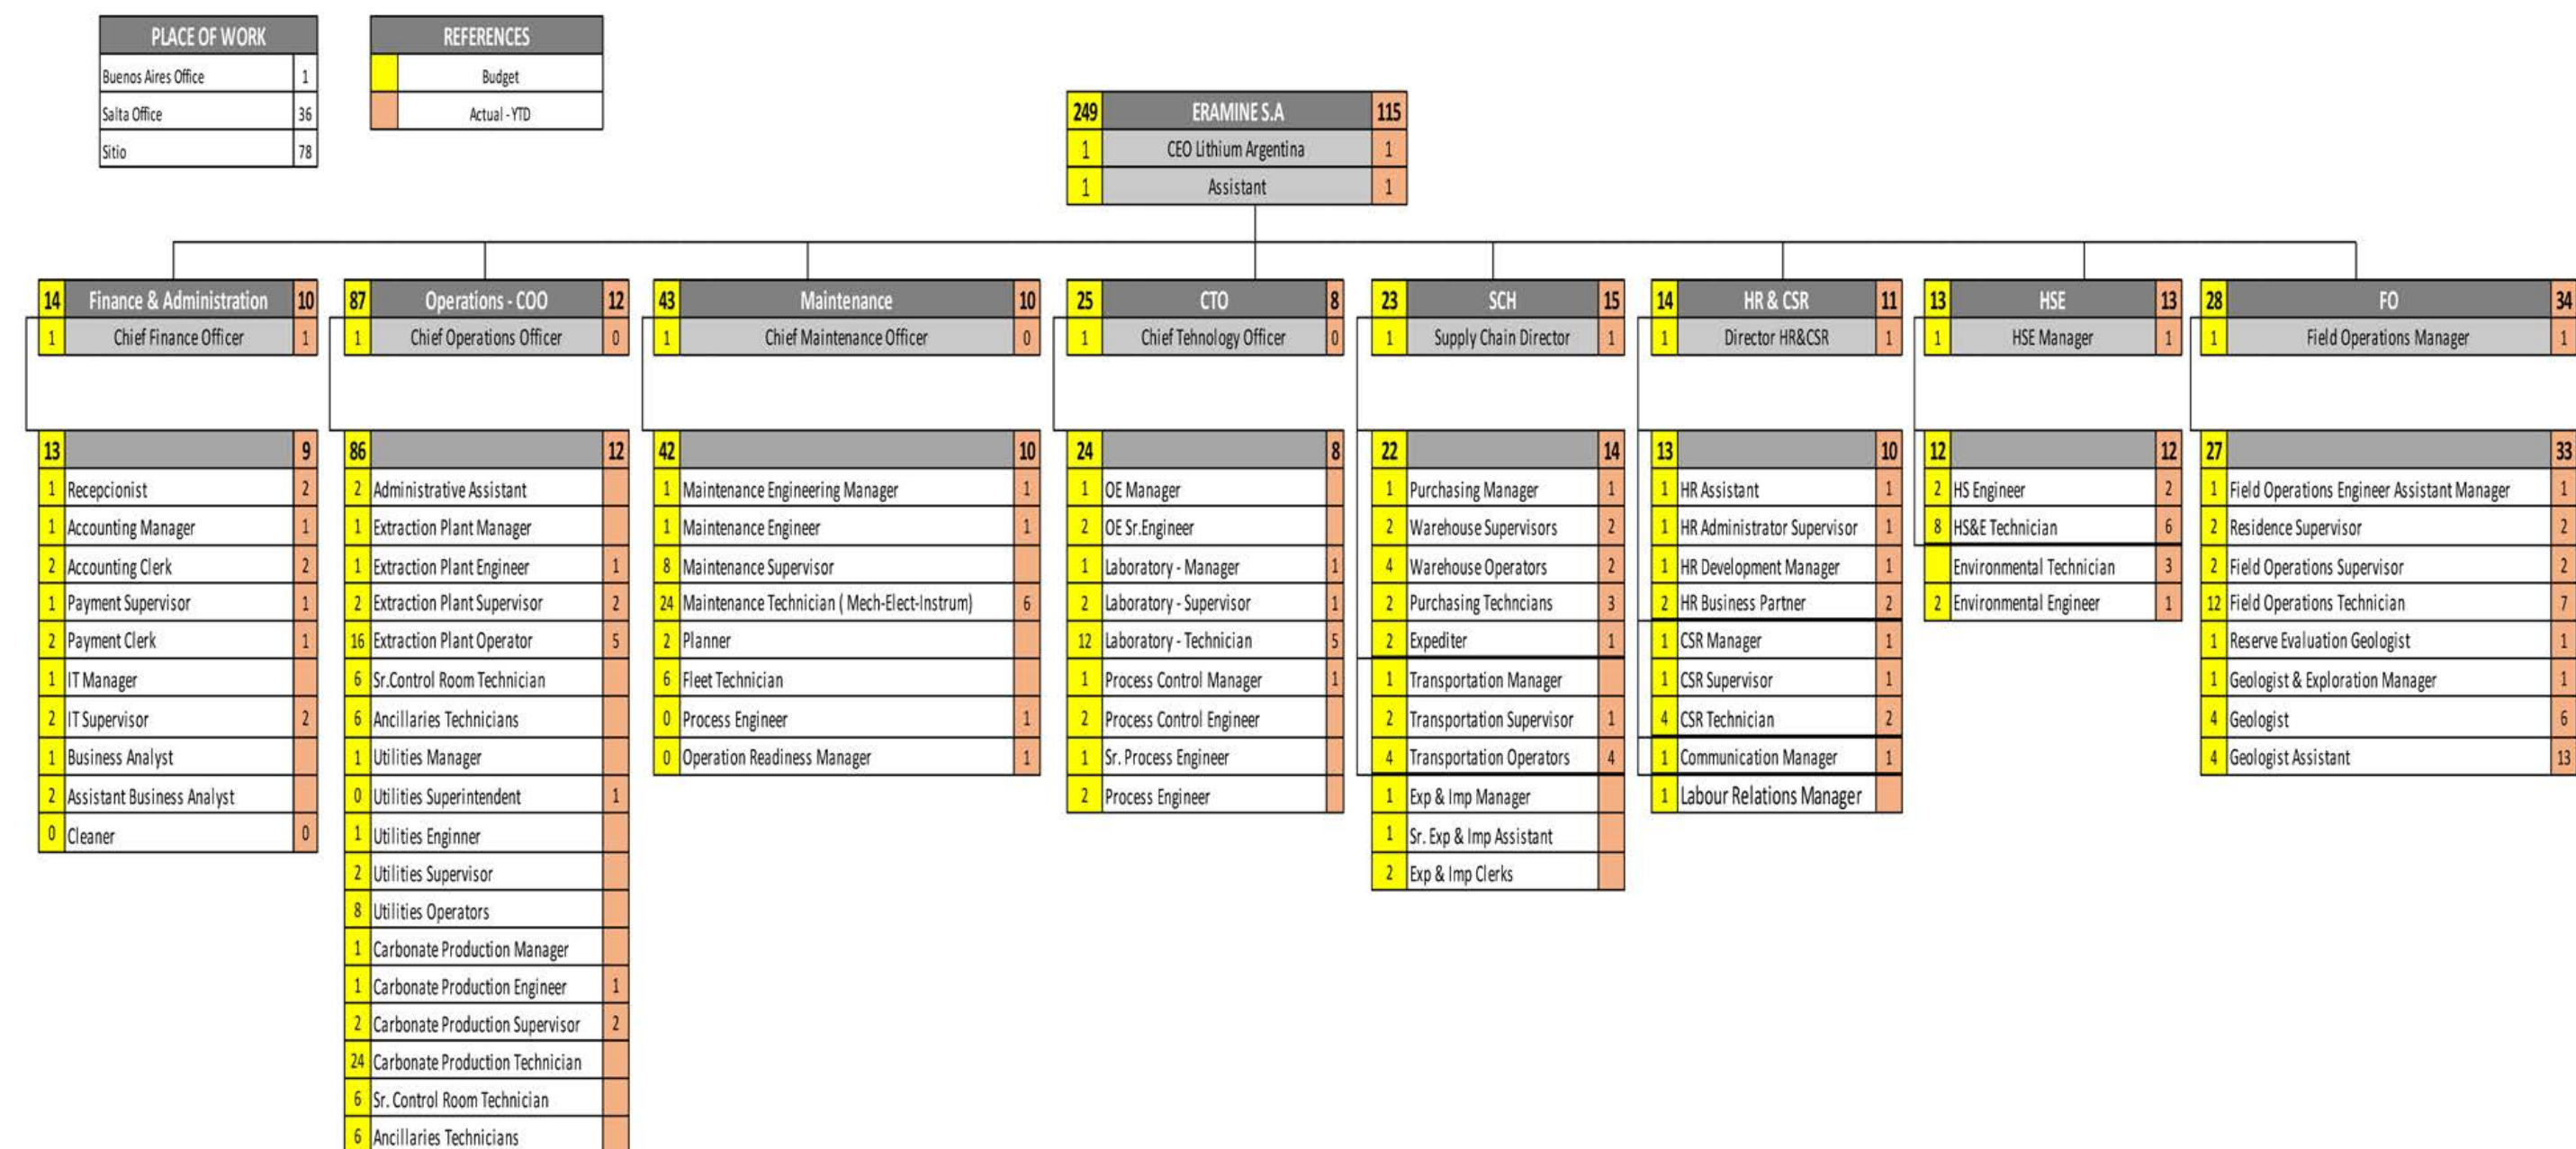 PLACE OF WORK
Buenos Aires Office 1
Salta Office 36
Sitio 78
REFERENCES
Budget
Actual - YTD
249 ERAMINE S.A 115
1 CEO Lithium Argentina 1
1 Assistant 1
14 Finance & Administration 10
1 Chief Finance Officer 1
13 9
1 Recepcionist 2
1 Accounting Manager 1
2 Accounting Clerk 2
1 Payment Supervisor 1
2 Payment Clerk 1
1 IT Manager
2 IT Supervisor 2
1 Business Analyst
2 Assistant Business Analyst
0 Cleaner 0
87 Operations - COO 12
1 Chief Operations Officer 0
86 12
2 Administrative Assistant
1 Extraction Plant Manager
1 Extraction Plant Engineer 1
2 Extraction Plant Supervisor 2
16 Extraction Plant Operator 5
6 Sr.Control Room Technician
6 Ancillaries Technicians
1 Utilities Manager
0 Utilities Superintendent 1
1 Utilities Enginner
2 Utilities Supervisor
8 Utilities Operators
1 Carbonate Production Manager
1 Carbonate Production Engineer 1
2 Carbonate Production Supervisor 2
24 Carbonate Production Technician
6 Sr. Control Room Technician
6 Ancillaries Technicians
43 Maintenance 10
1 Chief Maintenance Officer 0
42 10
1 Maintenance Engineering Manager 1
1 Maintenance Engineer 1
8 Maintenance Supervisor
24 Maintenance Technician ( Mech-Elect-Instrum) 6
2 Planner
6 Fleet Technician
0 Process Engineer 1
0 Operation Readiness Manager 1
25 CTO 8
1 Chief Tehnology Officer 0
24 8
1 OE Manager
2 OE Sr.Engineer
1 Laboratory - Manager 1
2 Laboratory - Supervisor 1
12 Laboratory - Technician 5
1 Process Control Manager 1
2 Process Control Engineer
1 Sr. Process Engineer
2 Process Engineer
23 SCH 15
1 Supply Chain Director 1
22 14
1 Purchasing Manager 1
2 Warehouse Supervisors 2
4 Warehouse Operators 2
2 Purchasing Techncians 3
2 Expediter 1
1 Transportation Manager
2 Transportation Supervisor 1
4 Transportation Operators 4
1 Exp & Imp Manager
1 Sr. Exp & Imp Assistant
2 Exp & Imp Clerks
14 HR & CSR 11
1 Director HR&CSR 1
13 10
1 HR Assistant 1
1 HR Administrator Supervisor 1
1 HR Development Manager 1
2 HR Business Partner 2
1 CSR Manager 1
1 CSR Supervisor 1
4 CSR Technician 2
1 Communication Manager 1
1 Labour Relations Manager
13 HSE 13
1 HSE Manager 1
12 12
2 HS Engineer 2
8 HS&E Technician 6
Environmental Technician 3
2 Environmental Engineer 1
28 FO 34
1 Field Operations Manager 1
27 33
1 Field Operations Engineer Assistant Manager 1
2 Residence Supervisor 2
2 Field Operations Supervisor 2
12 Field Operations Technician 7
1 Reserve Evaluation Geologist 1
1 Geologist & Exploration Manager 1
4 Geologist 6
4 Geologist Assistant 13